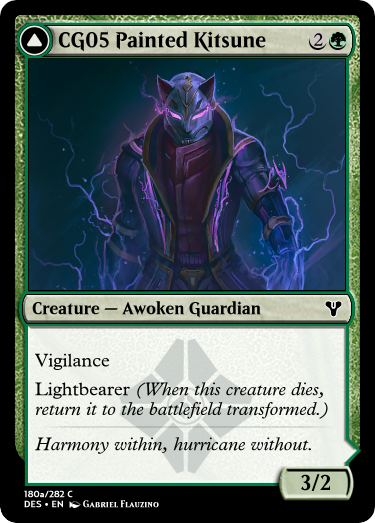 CG05 Painted Kitsune 2
Creature — Awoken Guardian
Vigilance
Lightbearer (When this creature dies,
return it to the battlefield transformed.)
Harmony within, hurricane without.
3/2
180a/282 C
DES • EN Gabriel Flauzino